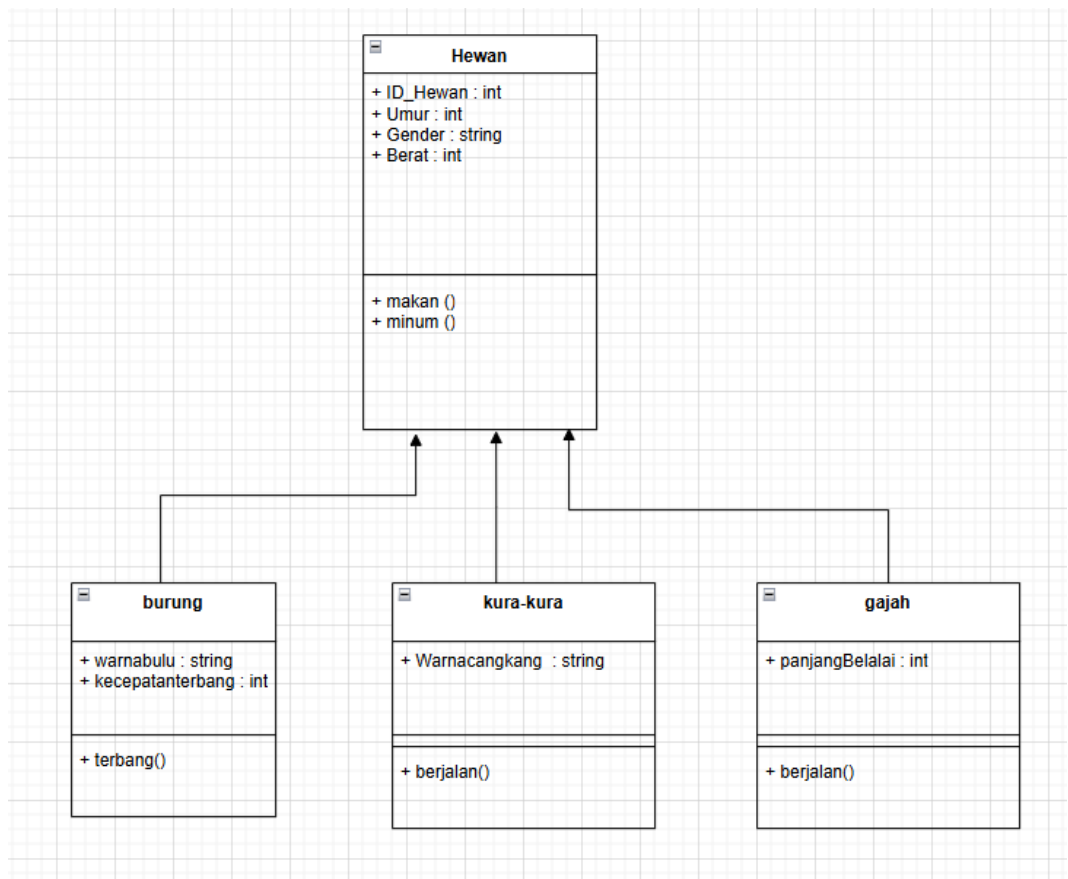 Hewan
+ ID_Hewan : int
+ Umur : int
+ Gender : string
+ Berat : int
+ makan ()
+ minum ()
burung
+ warnabulu : string
+ kecepatanterbang : int
+ terbang()
kura-kura
+ Warnacangkang : string
+ berjalan()
gajah
+ panjangBelalai : int
+ berjalan()